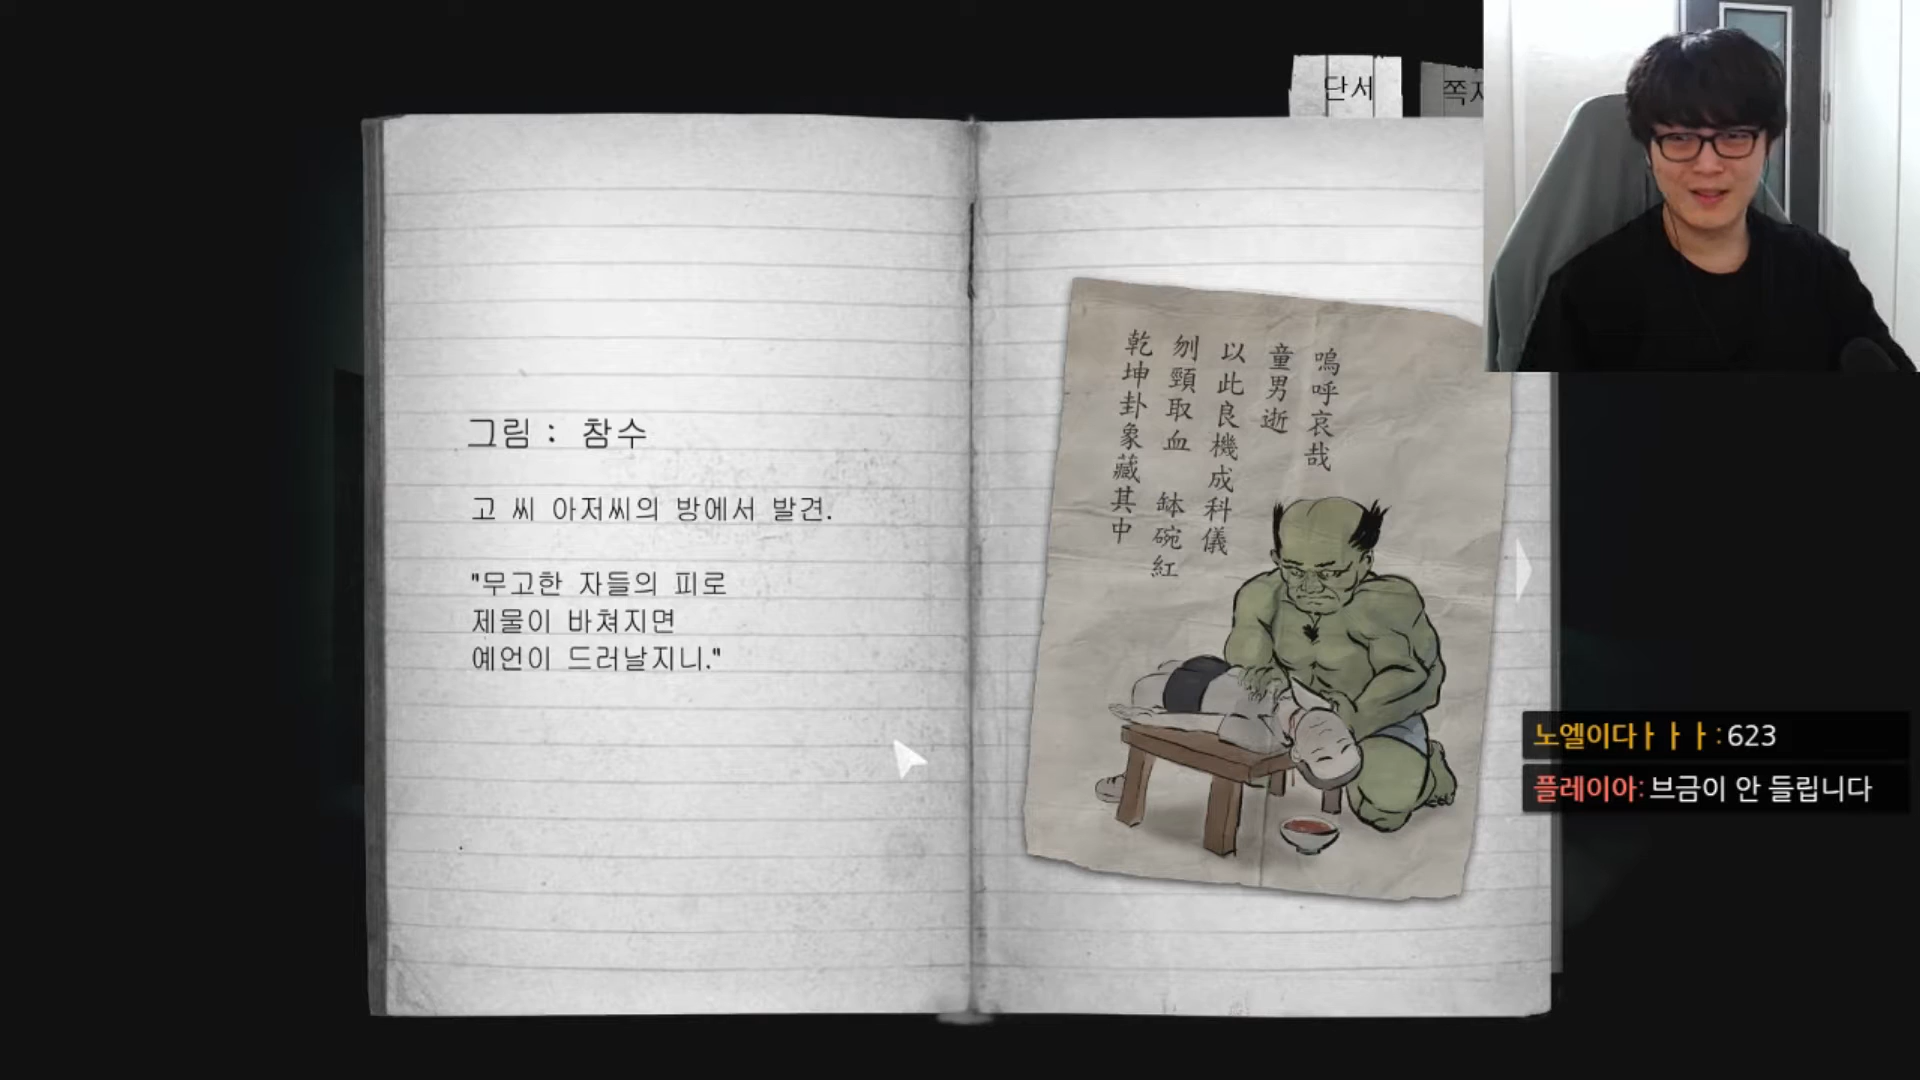 단서
쪽지
그림 : 참수
고 씨 아저씨의 방에서 발견.
"무고한 자들의 피로
제물이 바쳐지면
예언이 드러날지니."
嗚呼哀哉
童男逝
以此良機成科儀
刎頸取血 缽碗紅
乾坤卦象藏其中
노엘이다ㅏㅏㅏ: 623
플레이아: 브금이 안 들립니다